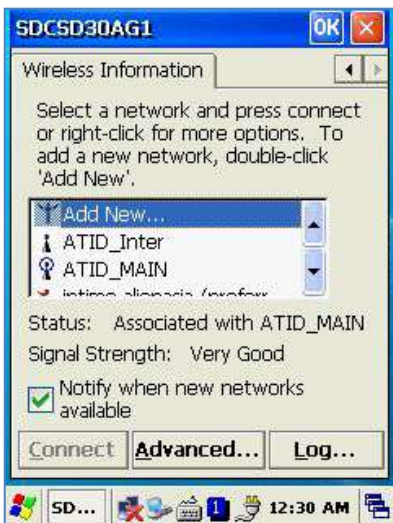 SDCSD30AG1 OK
Wireless Information
Select a network and press connect
or right-click for more options. To
add a new network, double-click
'Add New'.
Add New...
ATID_Inter
ATID_MAIN
Status: Associated with ATID_MAIN
Signal Strength: Very Good
Notify when new networks
available
Connect Advanced... Log...
SD... 1 12:30 AM